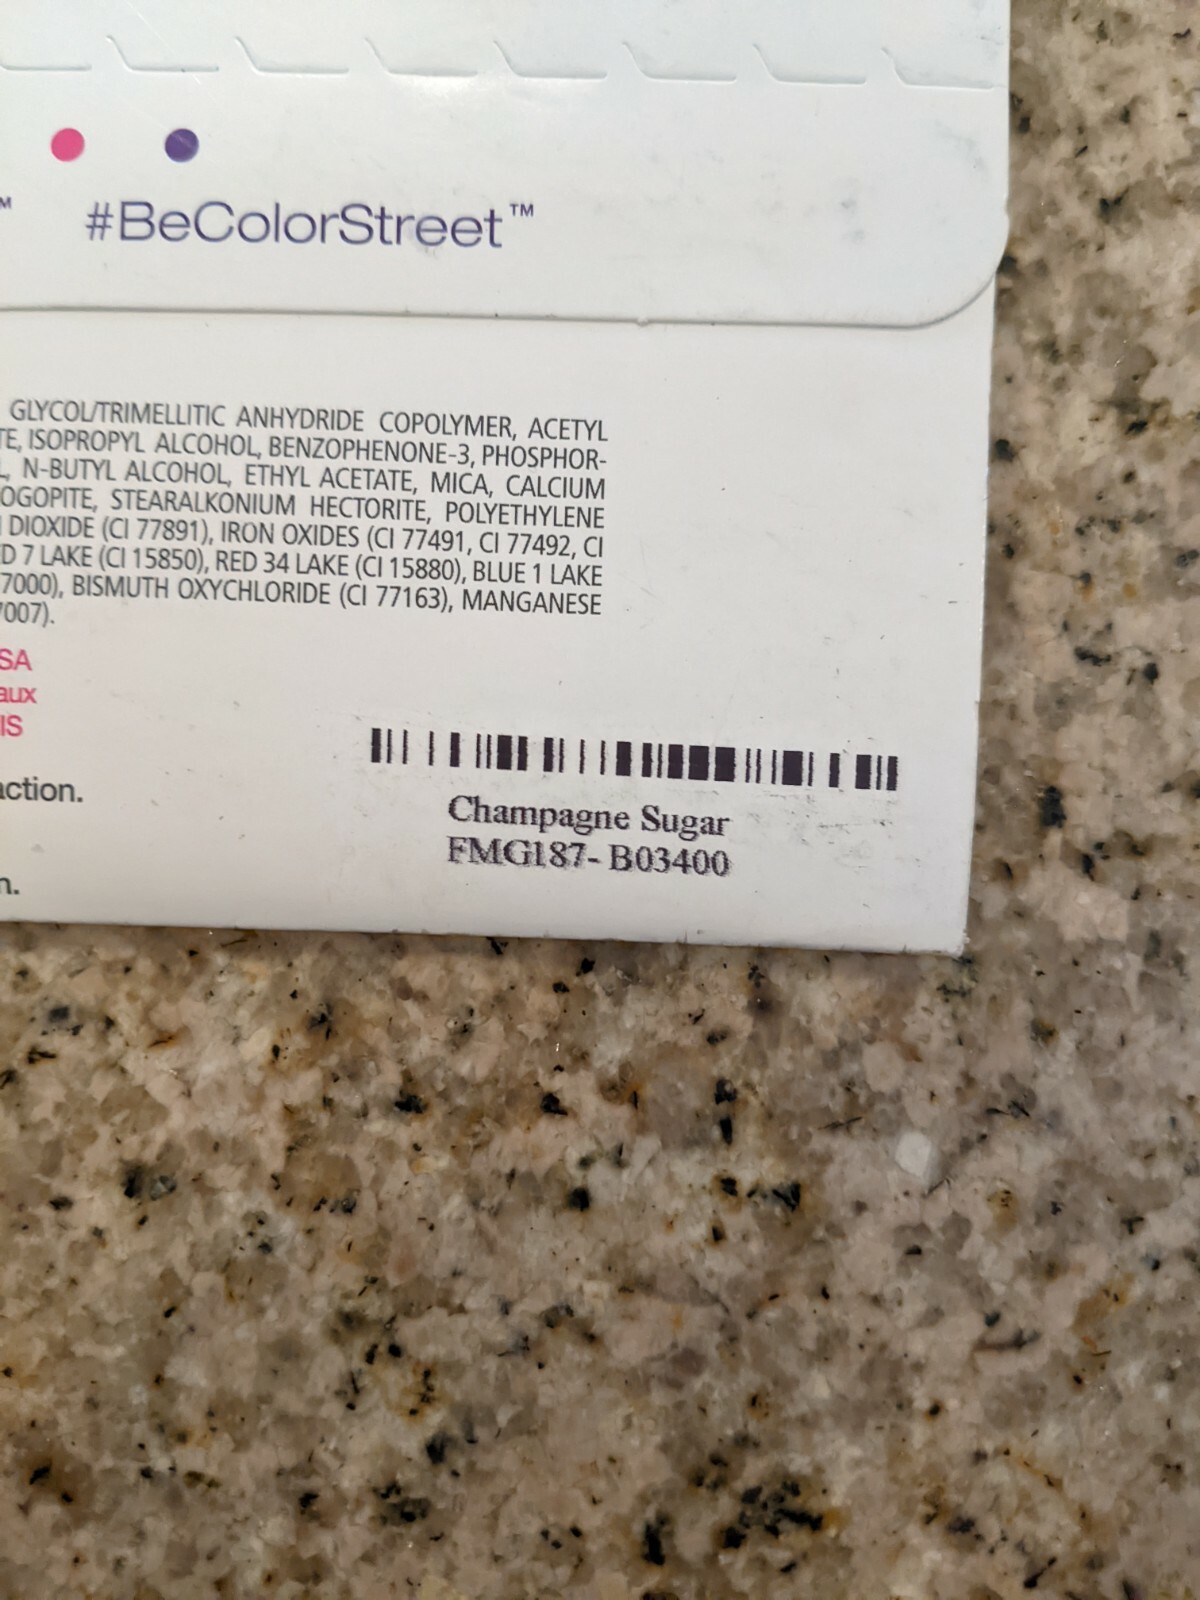 ™ #BeColorStreet™
GLYCOL/TRIMELLITIC ANHYDRIDE COPOLYMER, ACETYL
TE, ISOPROPYL ALCOHOL, BENZOPHENONE-3, PHOSPHOR-
L, N-BUTYL ALCOHOL, ETHYL ACETATE, MICA, CALCIUM
OGOPITE, STEARALKONIUM HECTORITE, POLYETHYLENE
DIOXIDE (CI 77891), IRON OXIDES (CI 77491, CI 77492, CI
D 7 LAKE (CI 15850), RED 34 LAKE (CI 15880), BLUE 1 LAKE
7000), BISMUTH OXYCHLORIDE (CI 77163), MANGANESE
7007).
SA
aux
IS
action.
n.
Champagne Sugar
FMG187- B03400